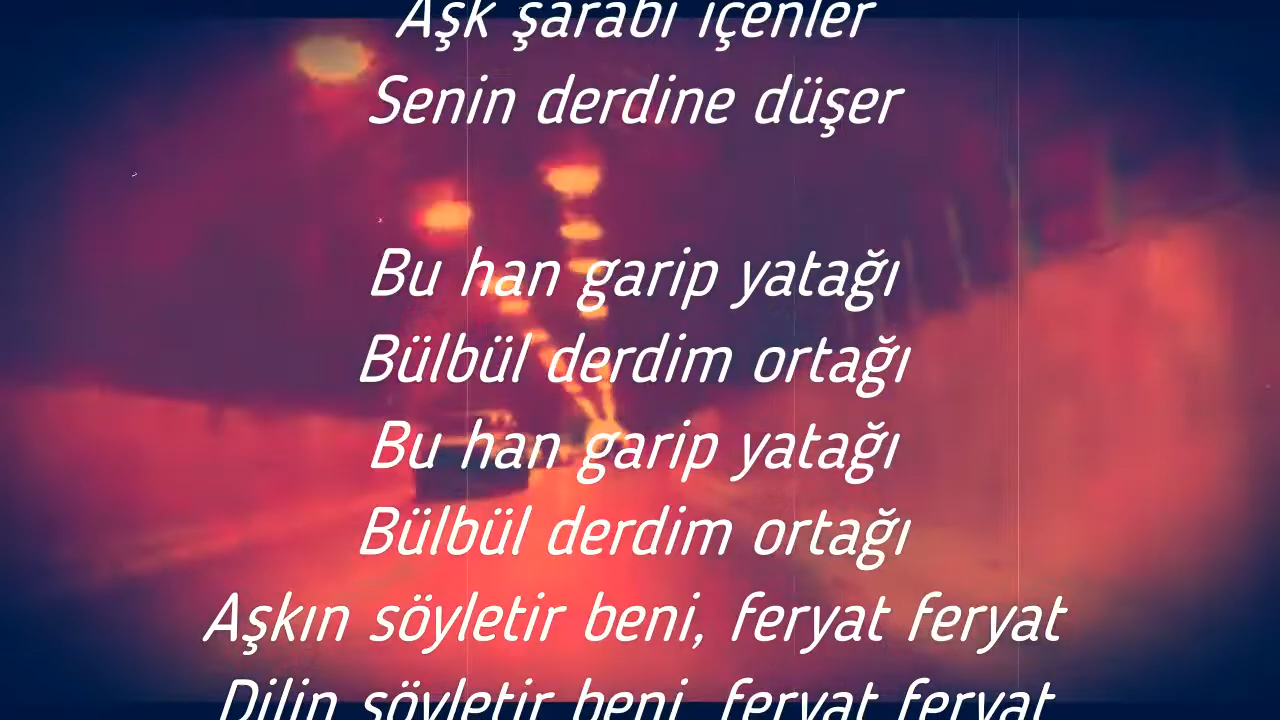 Aşk şarabı içenler
Senin derdine düşer
Bu han garip yatağı
Bülbül derdim ortağı
Bu han garip yatağı
Bülbül derdim ortağı
Aşkın söyletir beni, feryat feryat
Dilin söyletir beni, feryat feryat